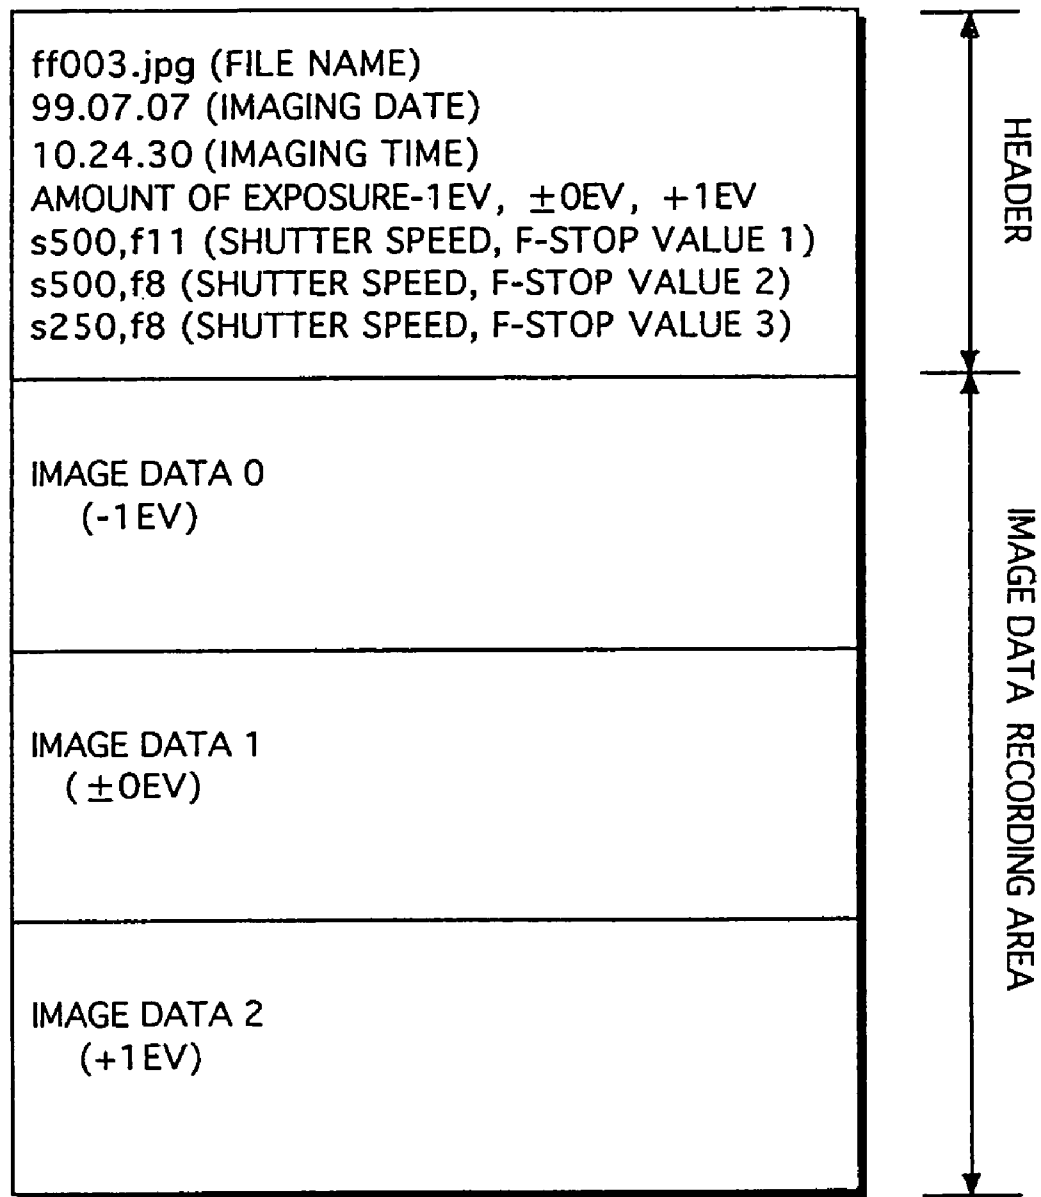 ff003.jpg (FILE NAME)
99.07.07 (IMAGING DATE)
10.24.30 (IMAGING TIME)
AMOUNT OF EXPOSURE-1EV, ±0EV, +1EV
s500,f11 (SHUTTER SPEED, F-STOP VALUE 1)
s500,f8 (SHUTTER SPEED, F-STOP VALUE 2)
s250,f8 (SHUTTER SPEED, F-STOP VALUE 3)
HEADER
IMAGE DATA 0
(-1EV)
IMAGE DATA 1
(±0EV)
IMAGE DATA 2
(+1EV)
IMAGE DATA RECORDING AREA